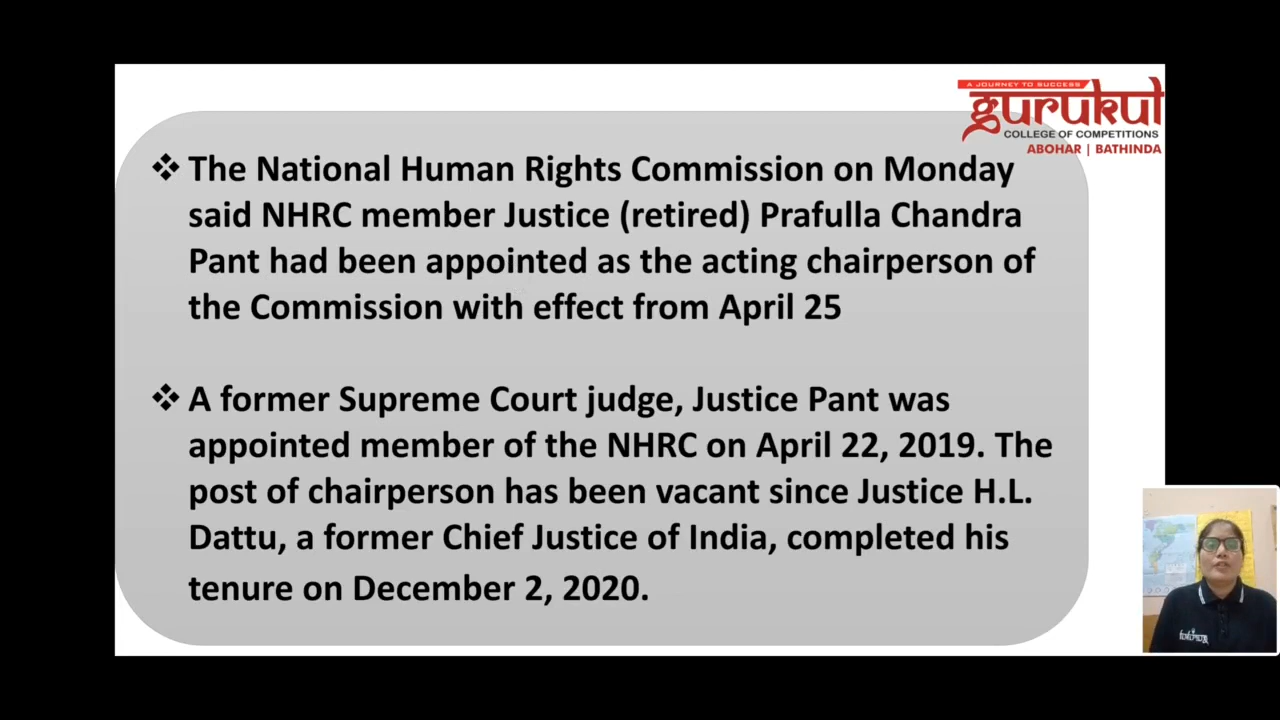 A JOURNEY TO SUCCESS
gurukul
COLLEGE OF COMPETITIONS
ABOHAR | BATHINDA
❖ The National Human Rights Commission on Monday
said NHRC member Justice (retired) Prafulla Chandra
Pant had been appointed as the acting chairperson of
the Commission with effect from April 25
❖ A former Supreme Court judge, Justice Pant was
appointed member of the NHRC on April 22, 2019. The
post of chairperson has been vacant since Justice H.L.
Dattu, a former Chief Justice of India, completed his
tenure on December 2, 2020.